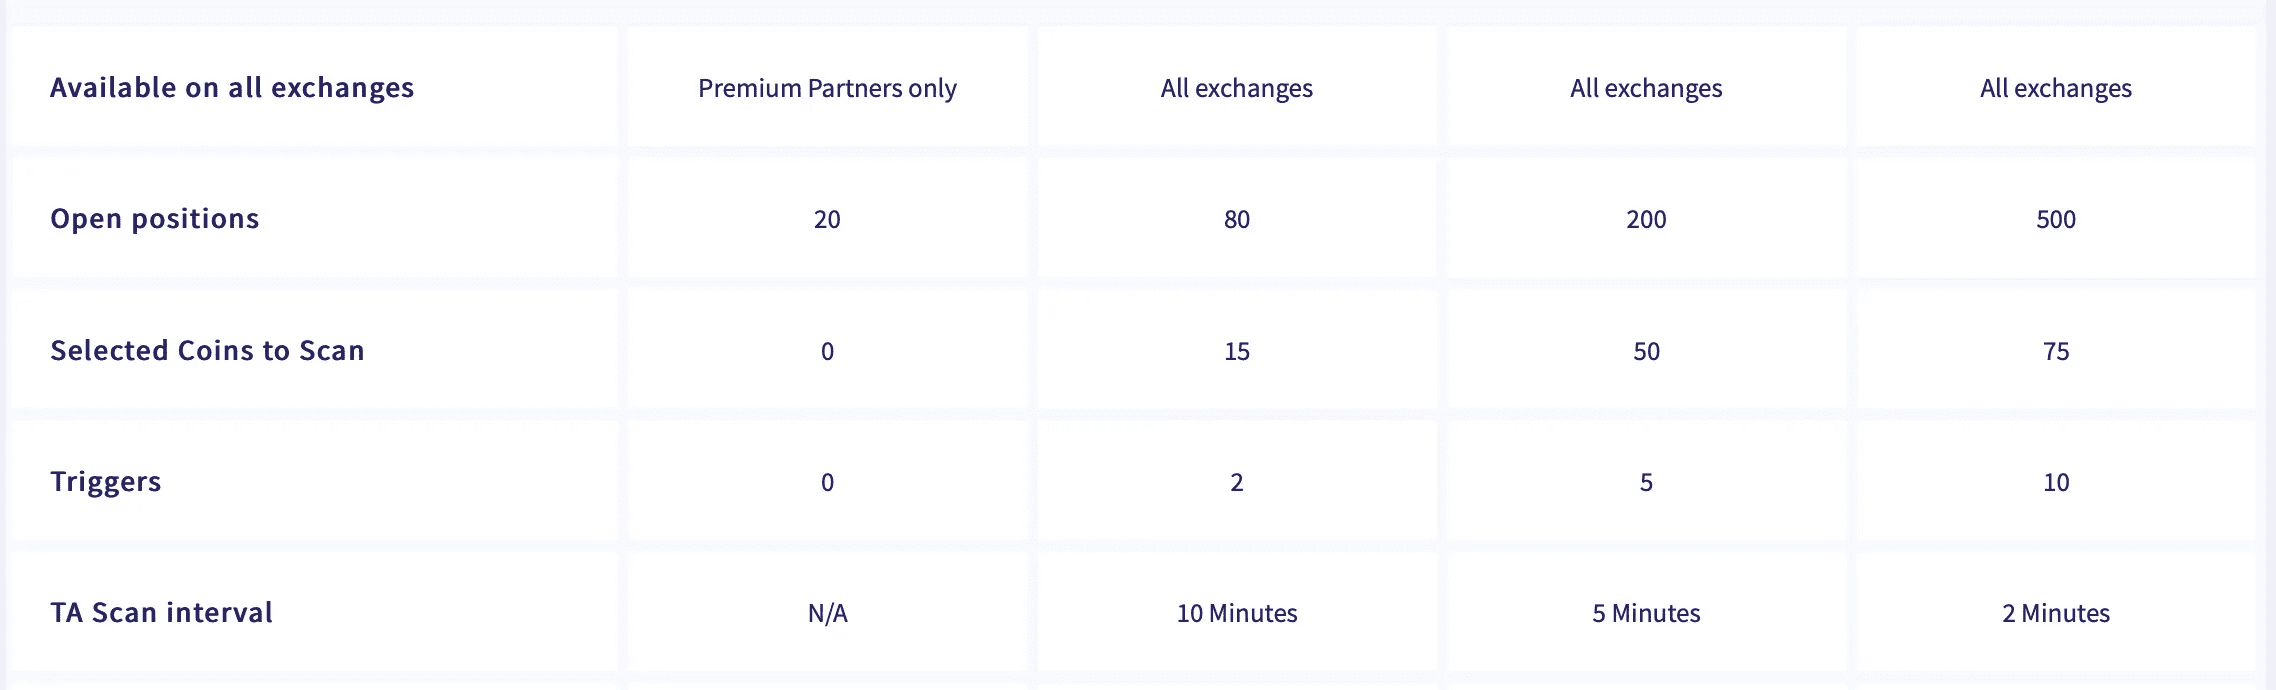 Available on all exchanges Premium Partners only All exchanges All exchanges All exchanges
Open positions 20 80 200 500
Selected Coins to Scan 0 15 50 75
Triggers 0 2 5 10
TA Scan interval N/A 10 Minutes 5 Minutes 2 Minutes